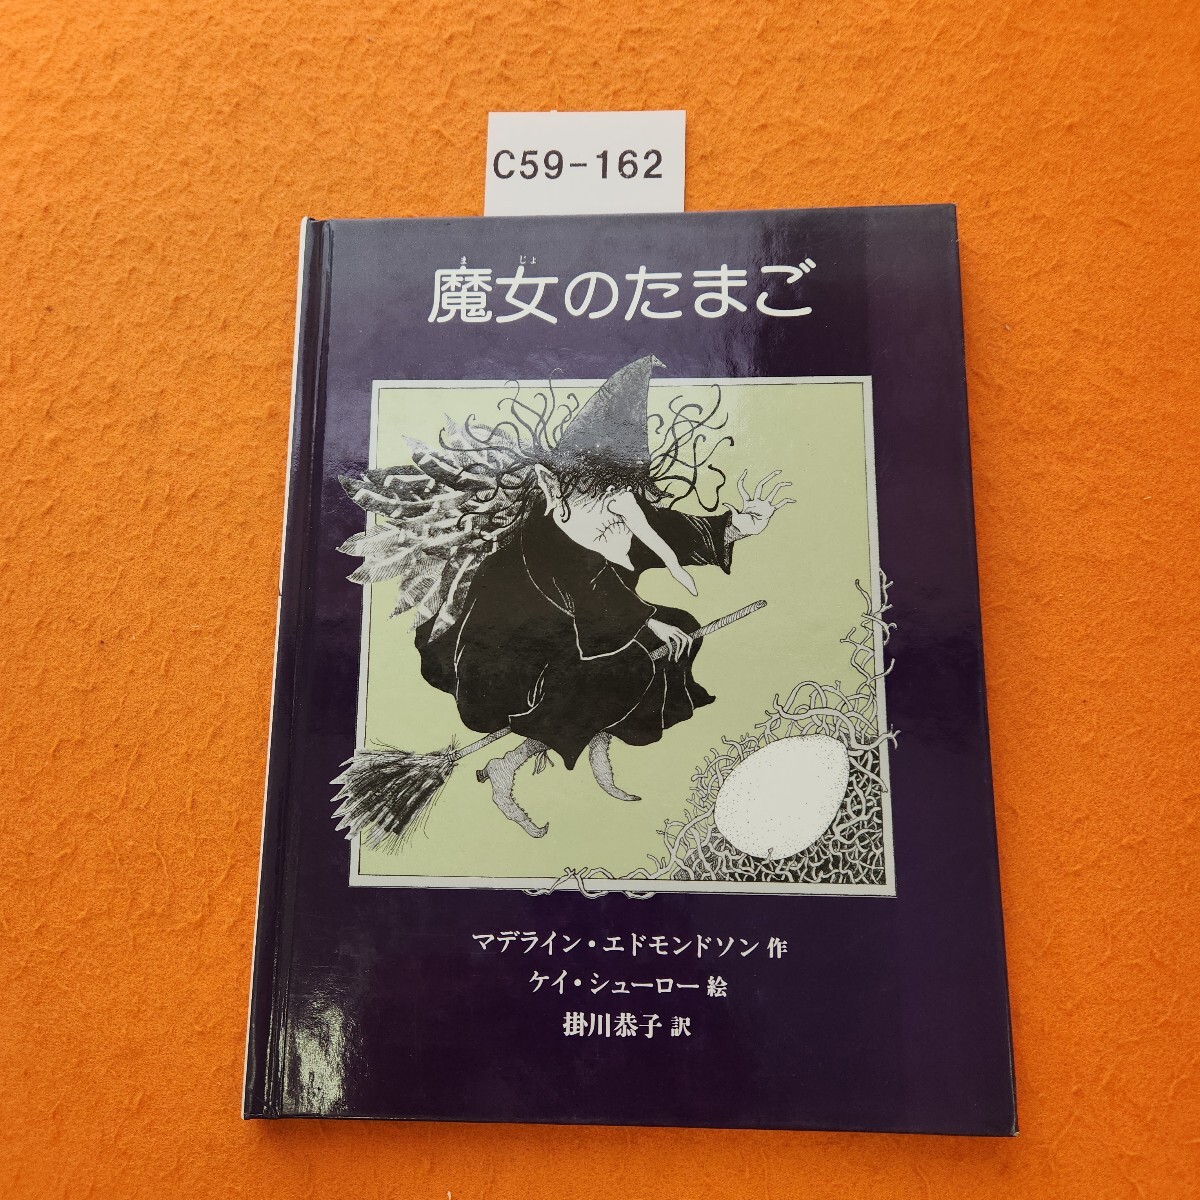 C59-162
ま じょ
魔女のたまご
マデライン・エドモンドソン 作
ケイ・シューロー 絵
掛川恭子 訳